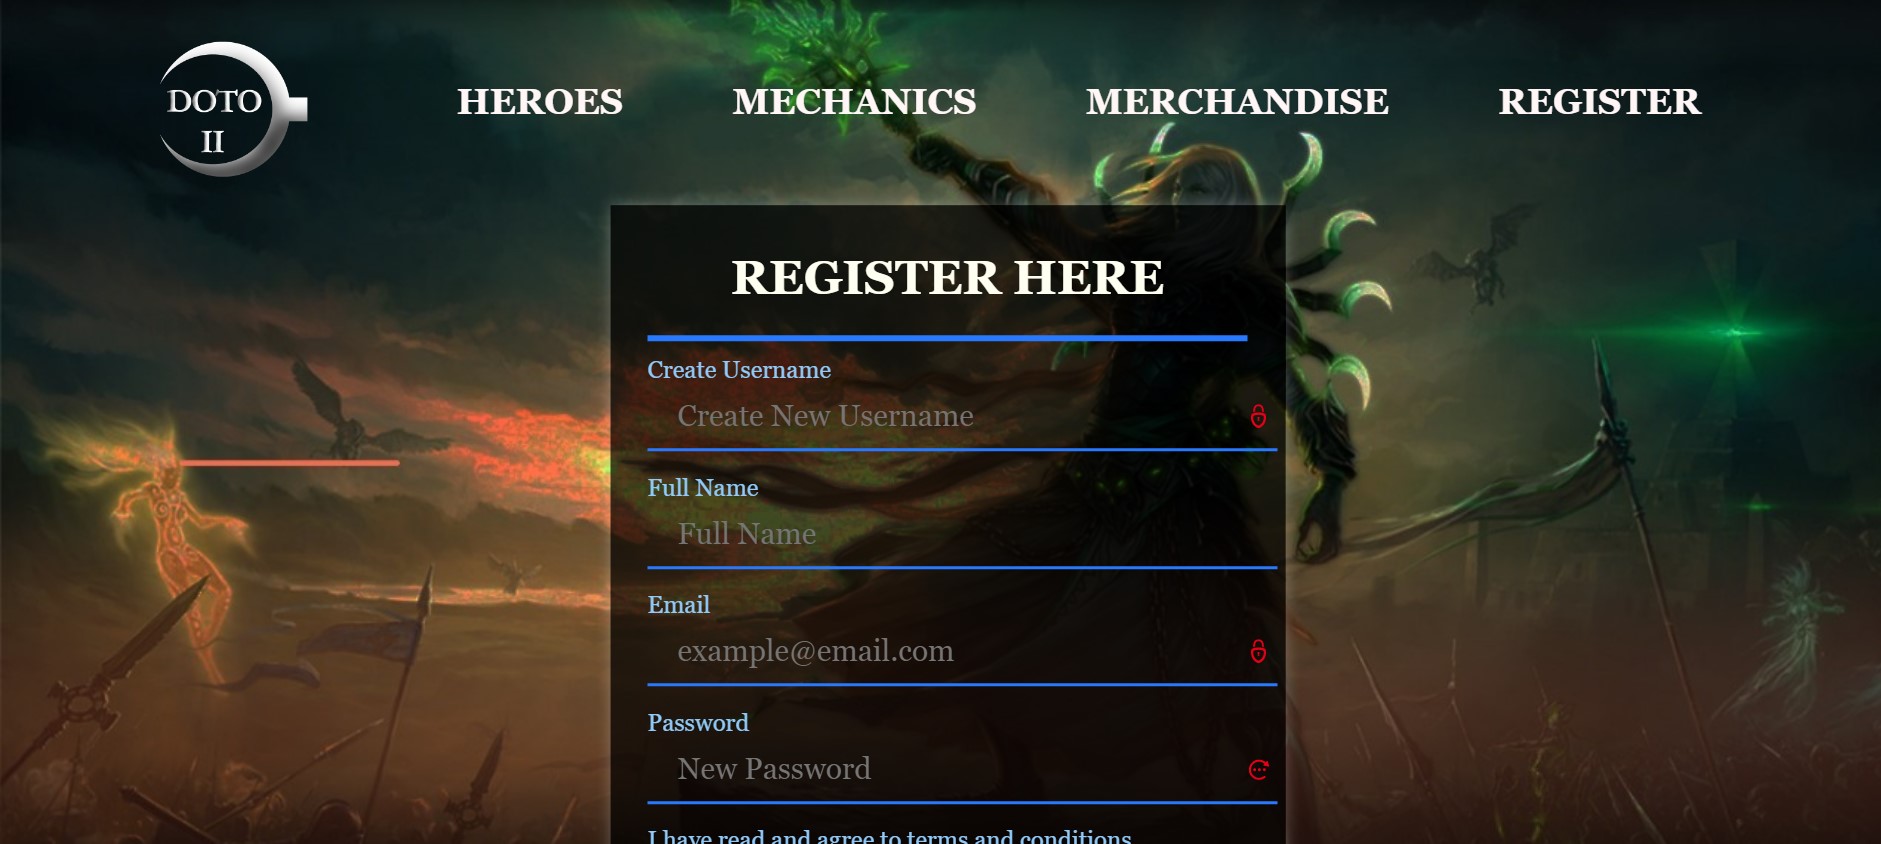 DOTO
II
HEROES
MECHANICS
MERCHANDISE
REGISTER
REGISTER HERE
Create Username
Create New Username
Full Name
Full Name
Email
example@email.com
Password
New Password
I have read and agree to terms and conditions